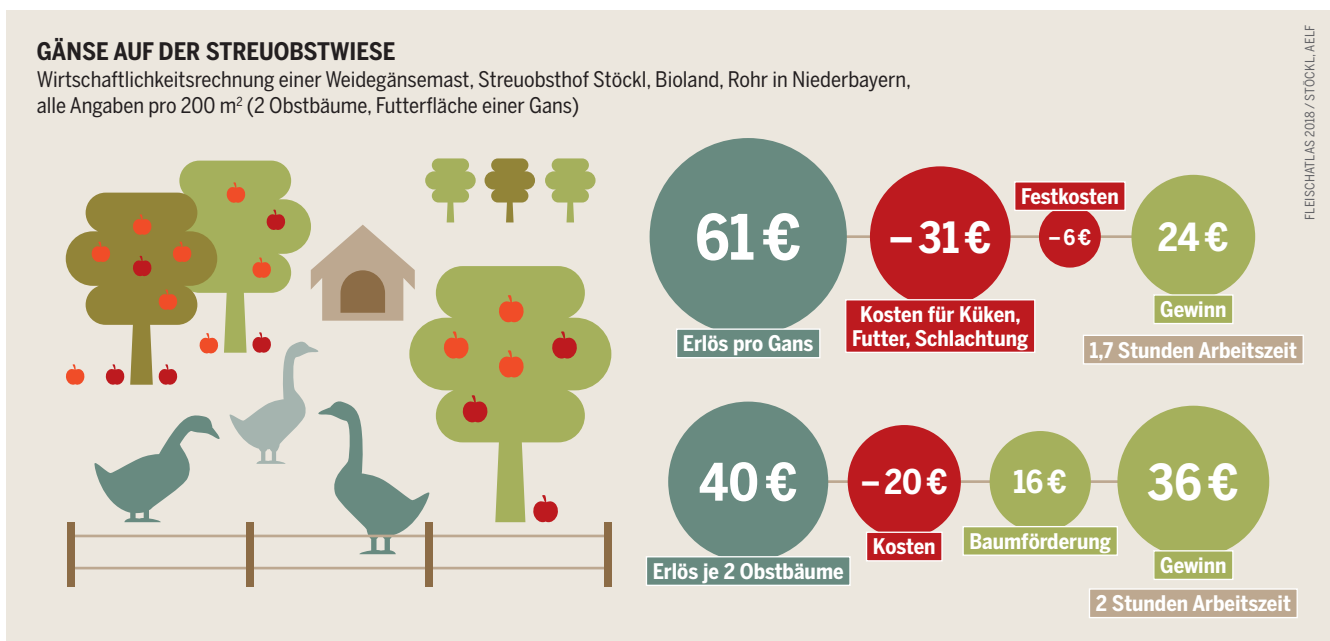 GÄNSE AUF DER STREUOBSTWIESE
Wirtschaftlichkeitsrechnung einer Weidegänsemast, Streuobsthof Stöckl, Bioland, Rohr in Niederbayern,
alle Angaben pro 200 m² (2 Obstbäume, Futterfläche einer Gans)
FLEISCHATLAS 2018 / STÖCKL, AELF
61 €
Erlös pro Gans
– 31 €
Kosten für Küken,
Futter, Schlachtung
Festkosten
– 6 €
24 €
Gewinn
1,7 Stunden Arbeitszeit
40 €
Erlös je 2 Obstbäume
– 20 €
Kosten
16 €
Baumförderung
36 €
Gewinn
2 Stunden Arbeitszeit